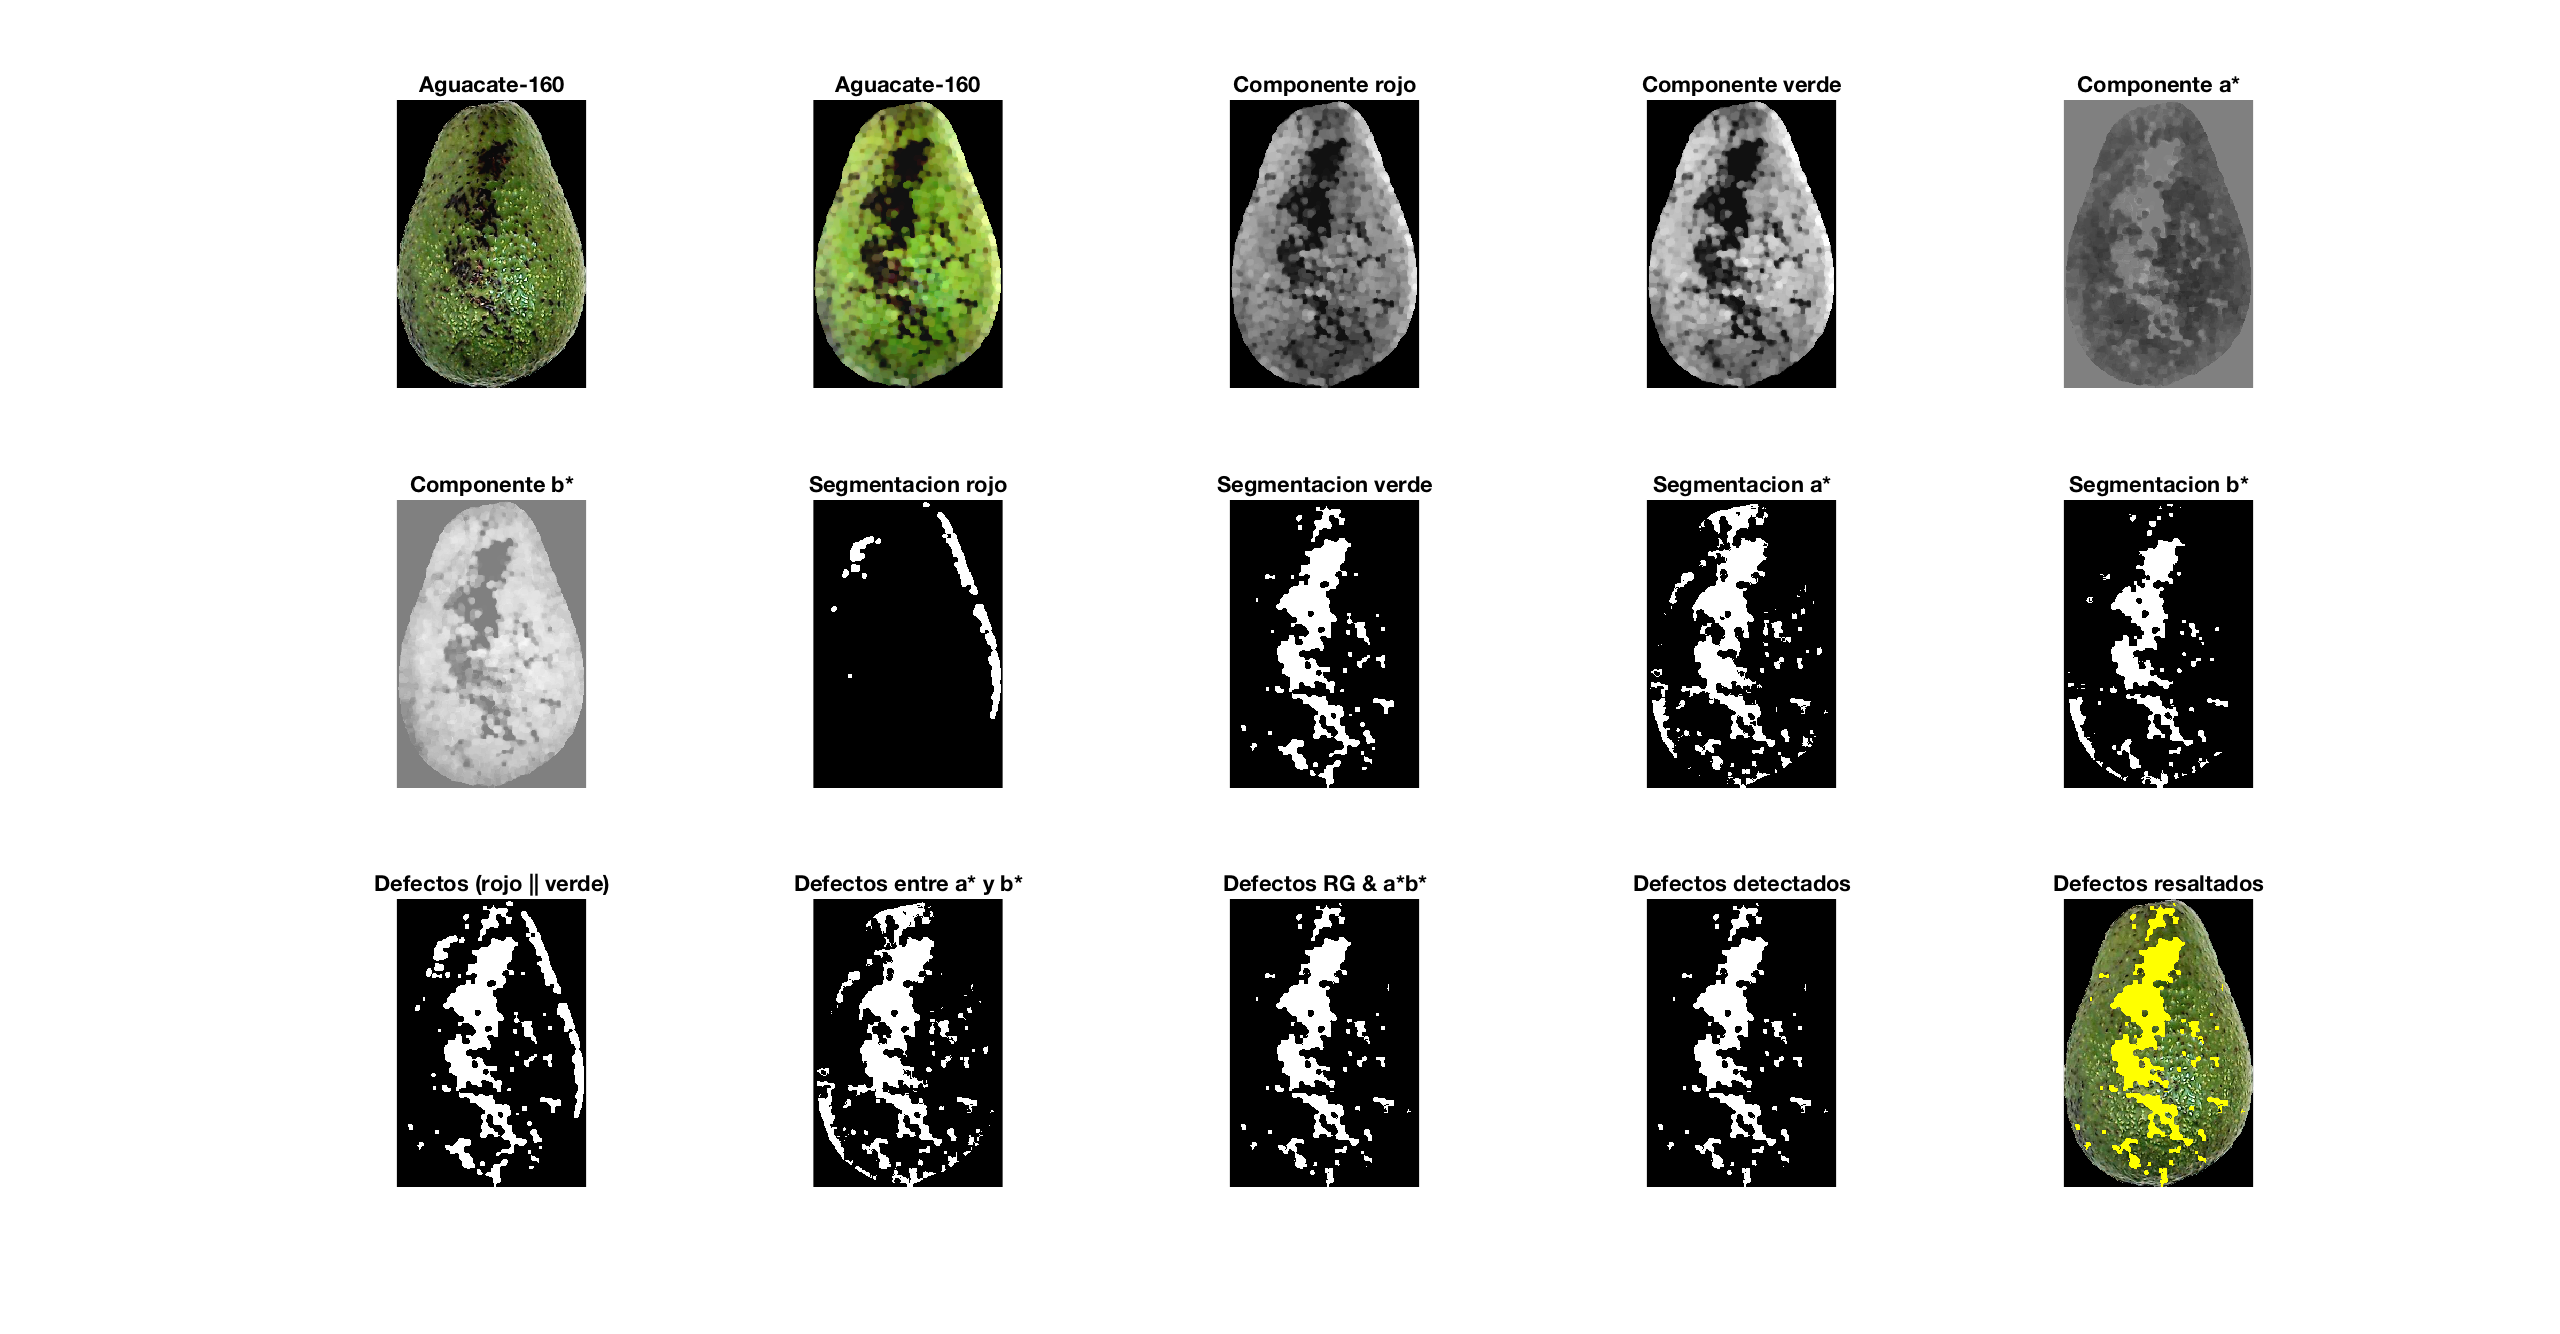 Aguacate-160
Aguacate-160
Componente rojo
Componente verde
Componente a*
Componente b*
Segmentacion rojo
Segmentacion verde
Segmentacion a*
Segmentacion b*
Defectos (rojo || verde)
Defectos entre a* y b*
Defectos RG & a*b*
Defectos detectados
Defectos resaltados